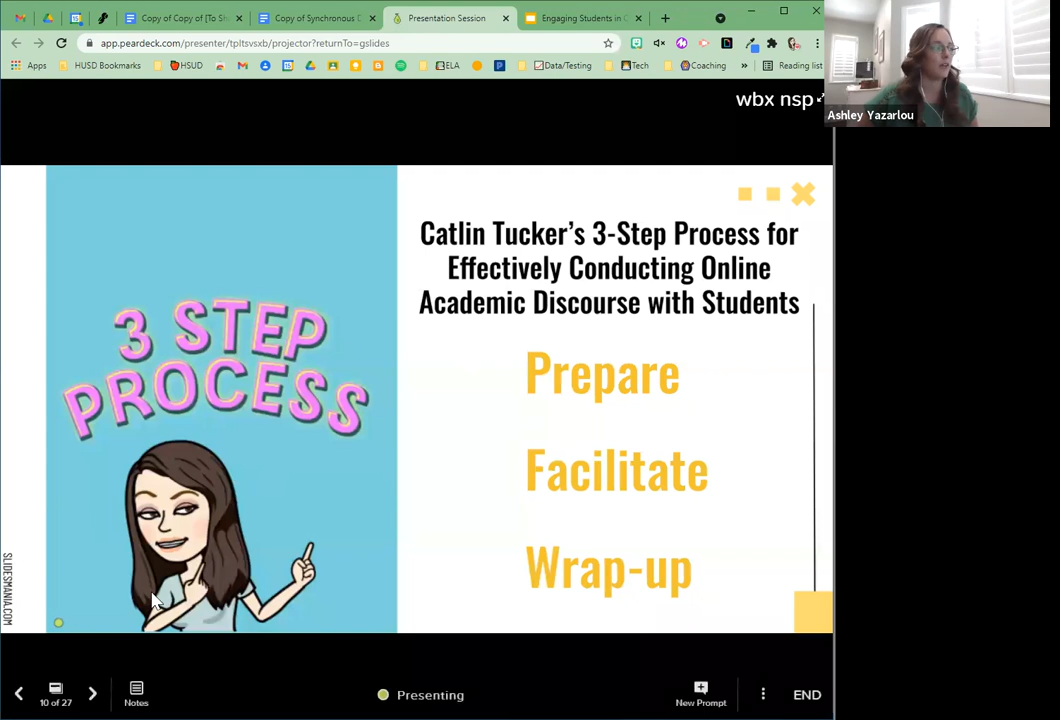 Copy of Copy of [To Sh
Copy of Synchronous D
Presentation Session
Engaging Students in C
app.peardeck.com/presenter/tpltsvsxb/projector?returnTo=gslides
Apps
HUSD Bookmarks
HSUD
ELA
Data/Testing
Tech
Coaching
»
Reading list
wbx nsp
Ashley Yazarlou
3 STEP
PROCESS
Catlin Tucker's 3-Step Process for
Effectively Conducting Online
Academic Discourse with Students
Prepare
Facilitate
Wrap-up
SLIDESMANIA.COM
10 of 27
Notes
Presenting
New Prompt
END